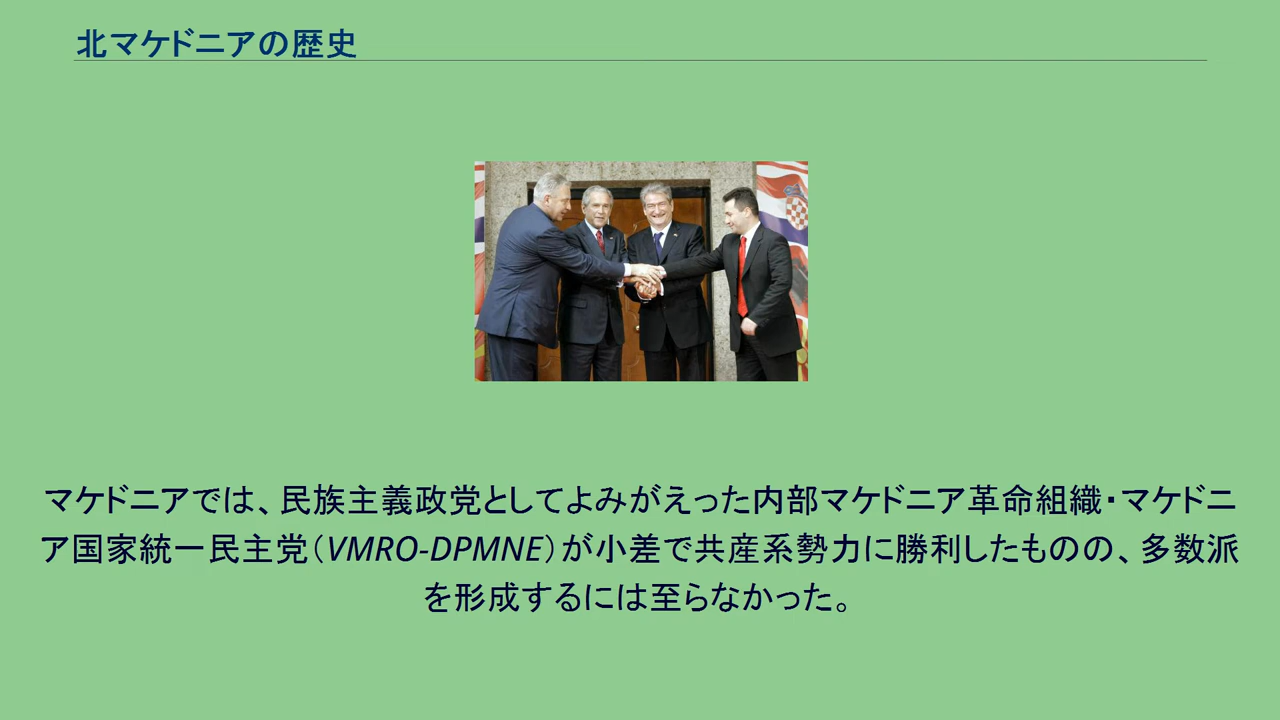 北マケドニアの歴史
マケドニアでは、民族主義政党としてよみがえった内部マケドニア革命組織・マケドニ
ア国家統一民主党（VMRO-DPMNE）が小差で共産系勢力に勝利したものの、多数派
を形成するには至らなかった。